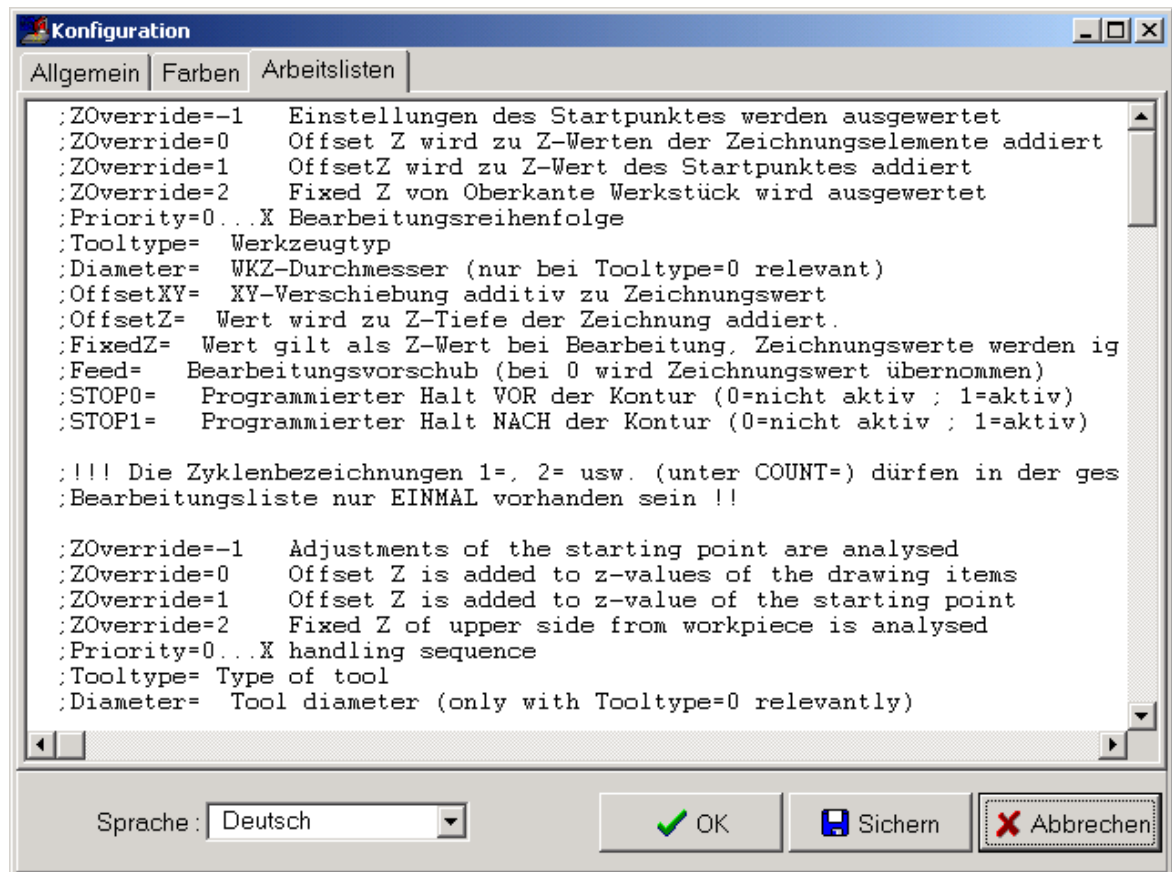 Konfiguration
Allgemein Farben Arbeitslisten
;ZOverride=-1 Einstellungen des Startpunktes werden ausgewertet
;ZOverride=0 Offset Z wird zu Z-Werten der Zeichnungselemente addiert
;ZOverride=1 OffsetZ wird zu Z-Wert des Startpunktes addiert
;ZOverride=2 Fixed Z von Oberkante Werkstück wird ausgewertet
;Priority=0...X Bearbeitungsreihenfolge
;Tooltype= Werkzeugtyp
;Diameter= WKZ-Durchmesser (nur bei Tooltype=0 relevant)
;OffsetXY= XY-Verschiebung additiv zu Zeichnungswert
;OffsetZ= Wert wird zu Z-Tiefe der Zeichnung addiert.
;FixedZ= Wert gilt als Z-Wert bei Bearbeitung, Zeichnungswerte werden ig
;Feed= Bearbeitungsvorschub (bei 0 wird Zeichnungswert übernommen)
;STOP0= Programmierter Halt VOR der Kontur (0=nicht aktiv ; 1=aktiv)
;STOP1= Programmierter Halt NACH der Kontur (0=nicht aktiv ; 1=aktiv)
;!!! Die Zyklenbezeichnungen 1=, 2= usw. (unter COUNT=) dürfen in der ges
;Bearbeitungsliste nur EINMAL vorhanden sein !!
;ZOverride=-1 Adjustments of the starting point are analysed
;ZOverride=0 Offset Z is added to z-values of the drawing items
;ZOverride=1 Offset Z is added to z-value of the starting point
;ZOverride=2 Fixed Z of upper side from workpiece is analysed
;Priority=0...X handling sequence
;Tooltype= Type of tool
;Diameter= Tool diameter (only with Tooltype=0 relevantly)
Sprache : Deutsch OK Sichern Abbrechen